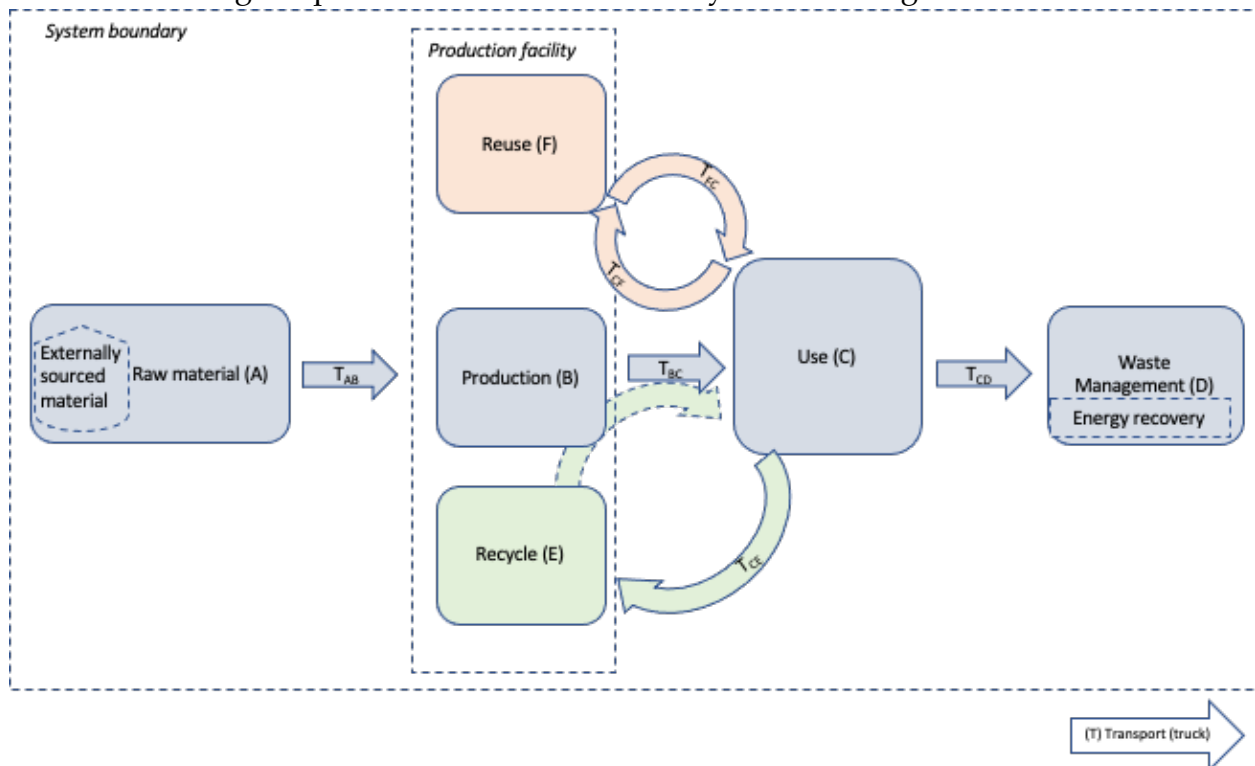 System boundary
Production facility
Reuse (F)
T_FC
T_CF
Externally
sourced
material
Raw material (A)
T_AB
Production (B)
T_BC
Use (C)
T_CD
Waste
Management (D)
Energy recovery
Recycle (E)
T_CE
(T) Transport (truck)